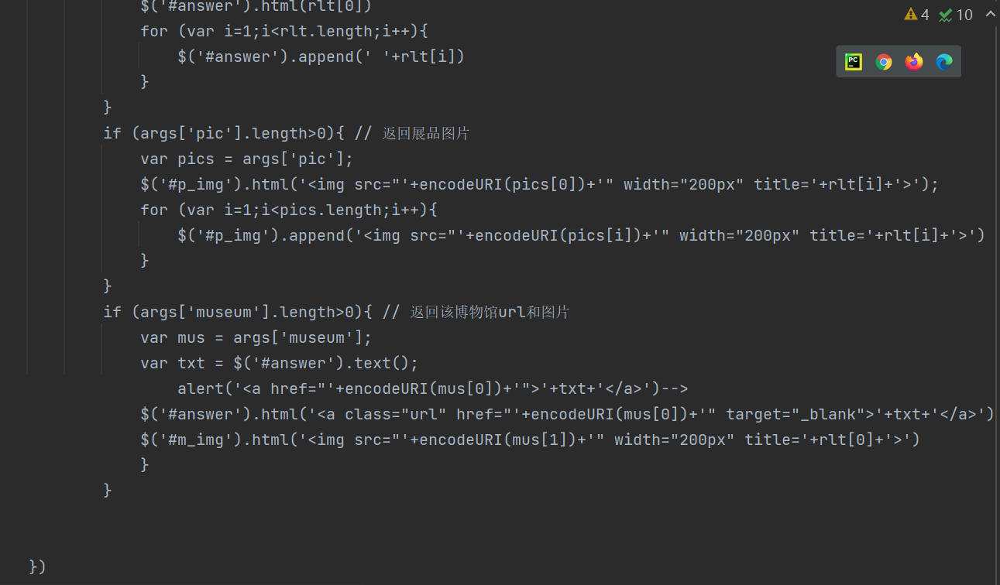 $('#answer').html(rlt[0])
for (var i=1;i<rlt.length;i++){
$('#answer').append(' '+rlt[i])
}
}
if (args['pic'].length>0){ // 返回展品图片
var pics = args['pic'];
$('#p_img').html('<img src="'+encodeURI(pics[0])+'" width="200px" title='+rlt[i]+'>');
for (var i=1;i<pics.length;i++){
$('#p_img').append('<img src="'+encodeURI(pics[i])+'" width="200px" title='+rlt[i]+'>')
}
}
if (args['museum'].length>0){ // 返回该博物馆url和图片
var mus = args['museum'];
var txt = $('#answer').text();
alert('<a href="'+encodeURI(mus[0])+'">'+txt+'</a>')-->
$('#answer').html('<a class="url" href="'+encodeURI(mus[0])+'" target="_blank">'+txt+'</a>')
$('#m_img').html('<img src="'+encodeURI(mus[1])+'" width="200px" title='+rlt[0]+'>')
}
}
})
4 10
PC